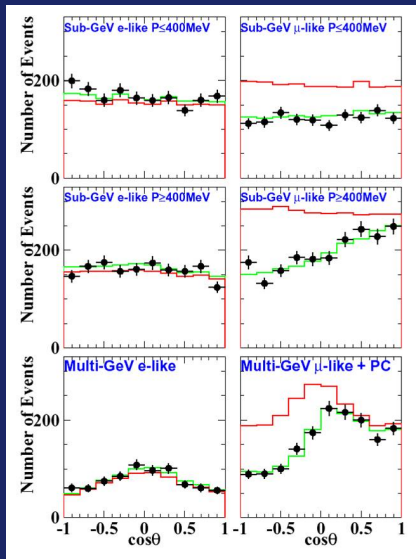 Sub-GeV e-like P≤400MeV
Sub-GeV μ-like P≤400MeV
Number of Events
200
0
Sub-GeV e-like P≥400MeV
Sub-GeV μ-like P≥400MeV
Number of Events
200
0
Multi-GeV e-like
Multi-GeV μ-like + PC
Number of Events
200
0
-1 -0.5 0 0.5 1 -1 -0.5 0 0.5 1
cosθ cosθ